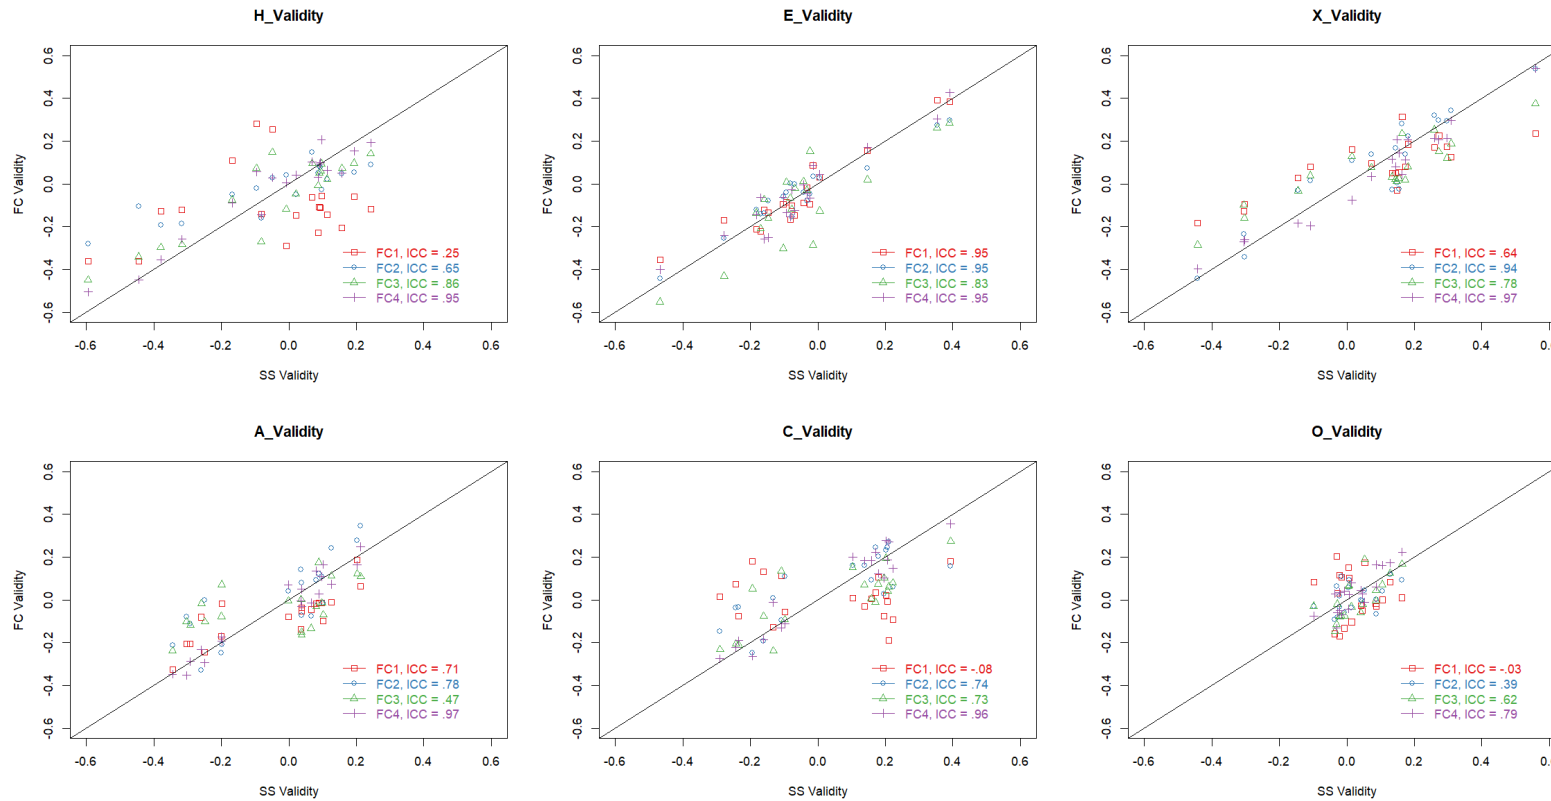 H_Validity
FC Validity
0.6
0.4
0.2
0.0
-0.2
-0.4
-0.6
FC1, ICC = .25
FC2, ICC = .65
FC3, ICC = .86
FC4, ICC = .95
-0.6 -0.4 -0.2 0.0 0.2 0.4 0.6
SS Validity
E_Validity
FC Validity
0.6
0.4
0.2
0.0
-0.2
-0.4
-0.6
FC1, ICC = .95
FC2, ICC = .95
FC3, ICC = .83
FC4, ICC = .95
-0.6 -0.4 -0.2 0.0 0.2 0.4 0.6
SS Validity
X_Validity
FC Validity
0.6
0.4
0.2
0.0
-0.2
-0.4
-0.6
FC1, ICC = .64
FC2, ICC = .94
FC3, ICC = .78
FC4, ICC = .97
-0.6 -0.4 -0.2 0.0 0.2 0.4
SS Validity
A_Validity
FC Validity
0.6
0.4
0.2
0.0
-0.2
-0.4
-0.6
FC1, ICC = .71
FC2, ICC = .78
FC3, ICC = .47
FC4, ICC = .97
-0.6 -0.4 -0.2 0.0 0.2 0.4 0.6
SS Validity
C_Validity
FC Validity
0.6
0.4
0.2
0.0
-0.2
-0.4
-0.6
FC1, ICC = -.08
FC2, ICC = .74
FC3, ICC = .73
FC4, ICC = .96
-0.6 -0.4 -0.2 0.0 0.2 0.4 0.6
SS Validity
O_Validity
FC Validity
0.6
0.4
0.2
0.0
-0.2
-0.4
-0.6
FC1, ICC = -.03
FC2, ICC = .39
FC3, ICC = .62
FC4, ICC = .79
-0.6 -0.4 -0.2 0.0 0.2 0.4
SS Validity